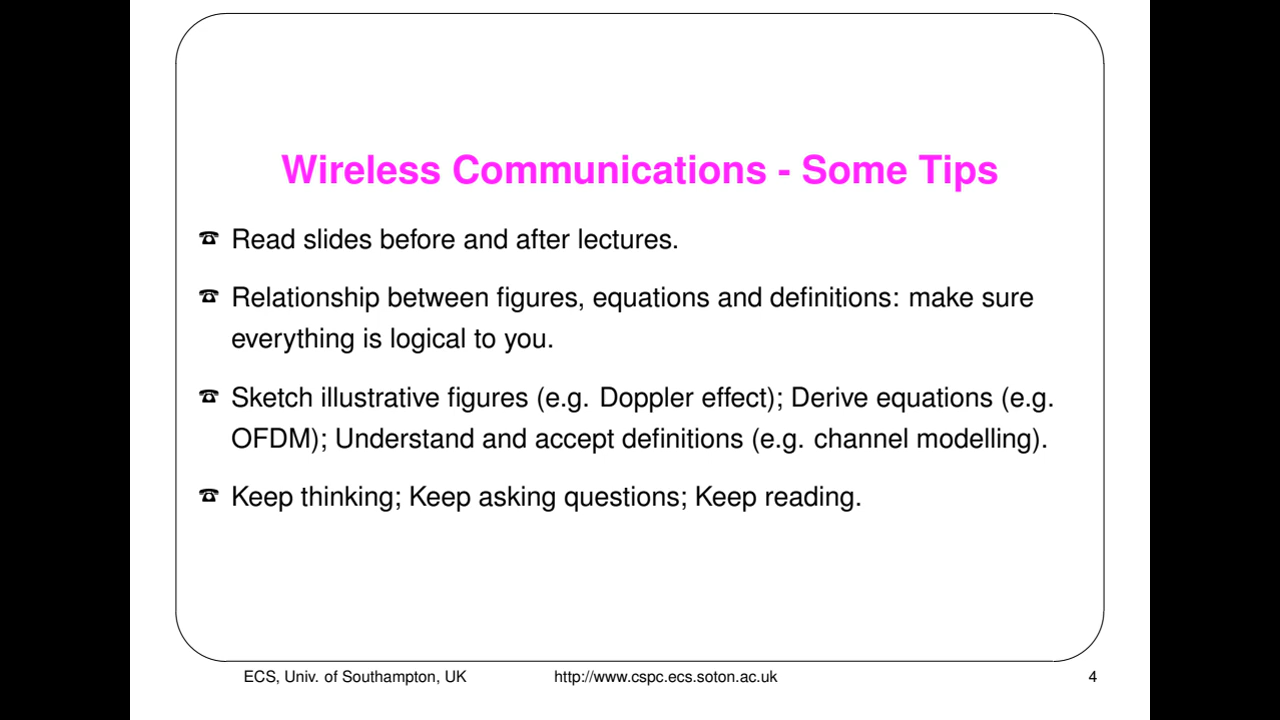 Wireless Communications - Some Tips
☎ Read slides before and after lectures.
☎ Relationship between figures, equations and definitions: make sure
everything is logical to you.
☎ Sketch illustrative figures (e.g. Doppler effect); Derive equations (e.g.
OFDM); Understand and accept definitions (e.g. channel modelling).
☎ Keep thinking; Keep asking questions; Keep reading.
ECS, Univ. of Southampton, UK http://www.cspc.ecs.soton.ac.uk 4